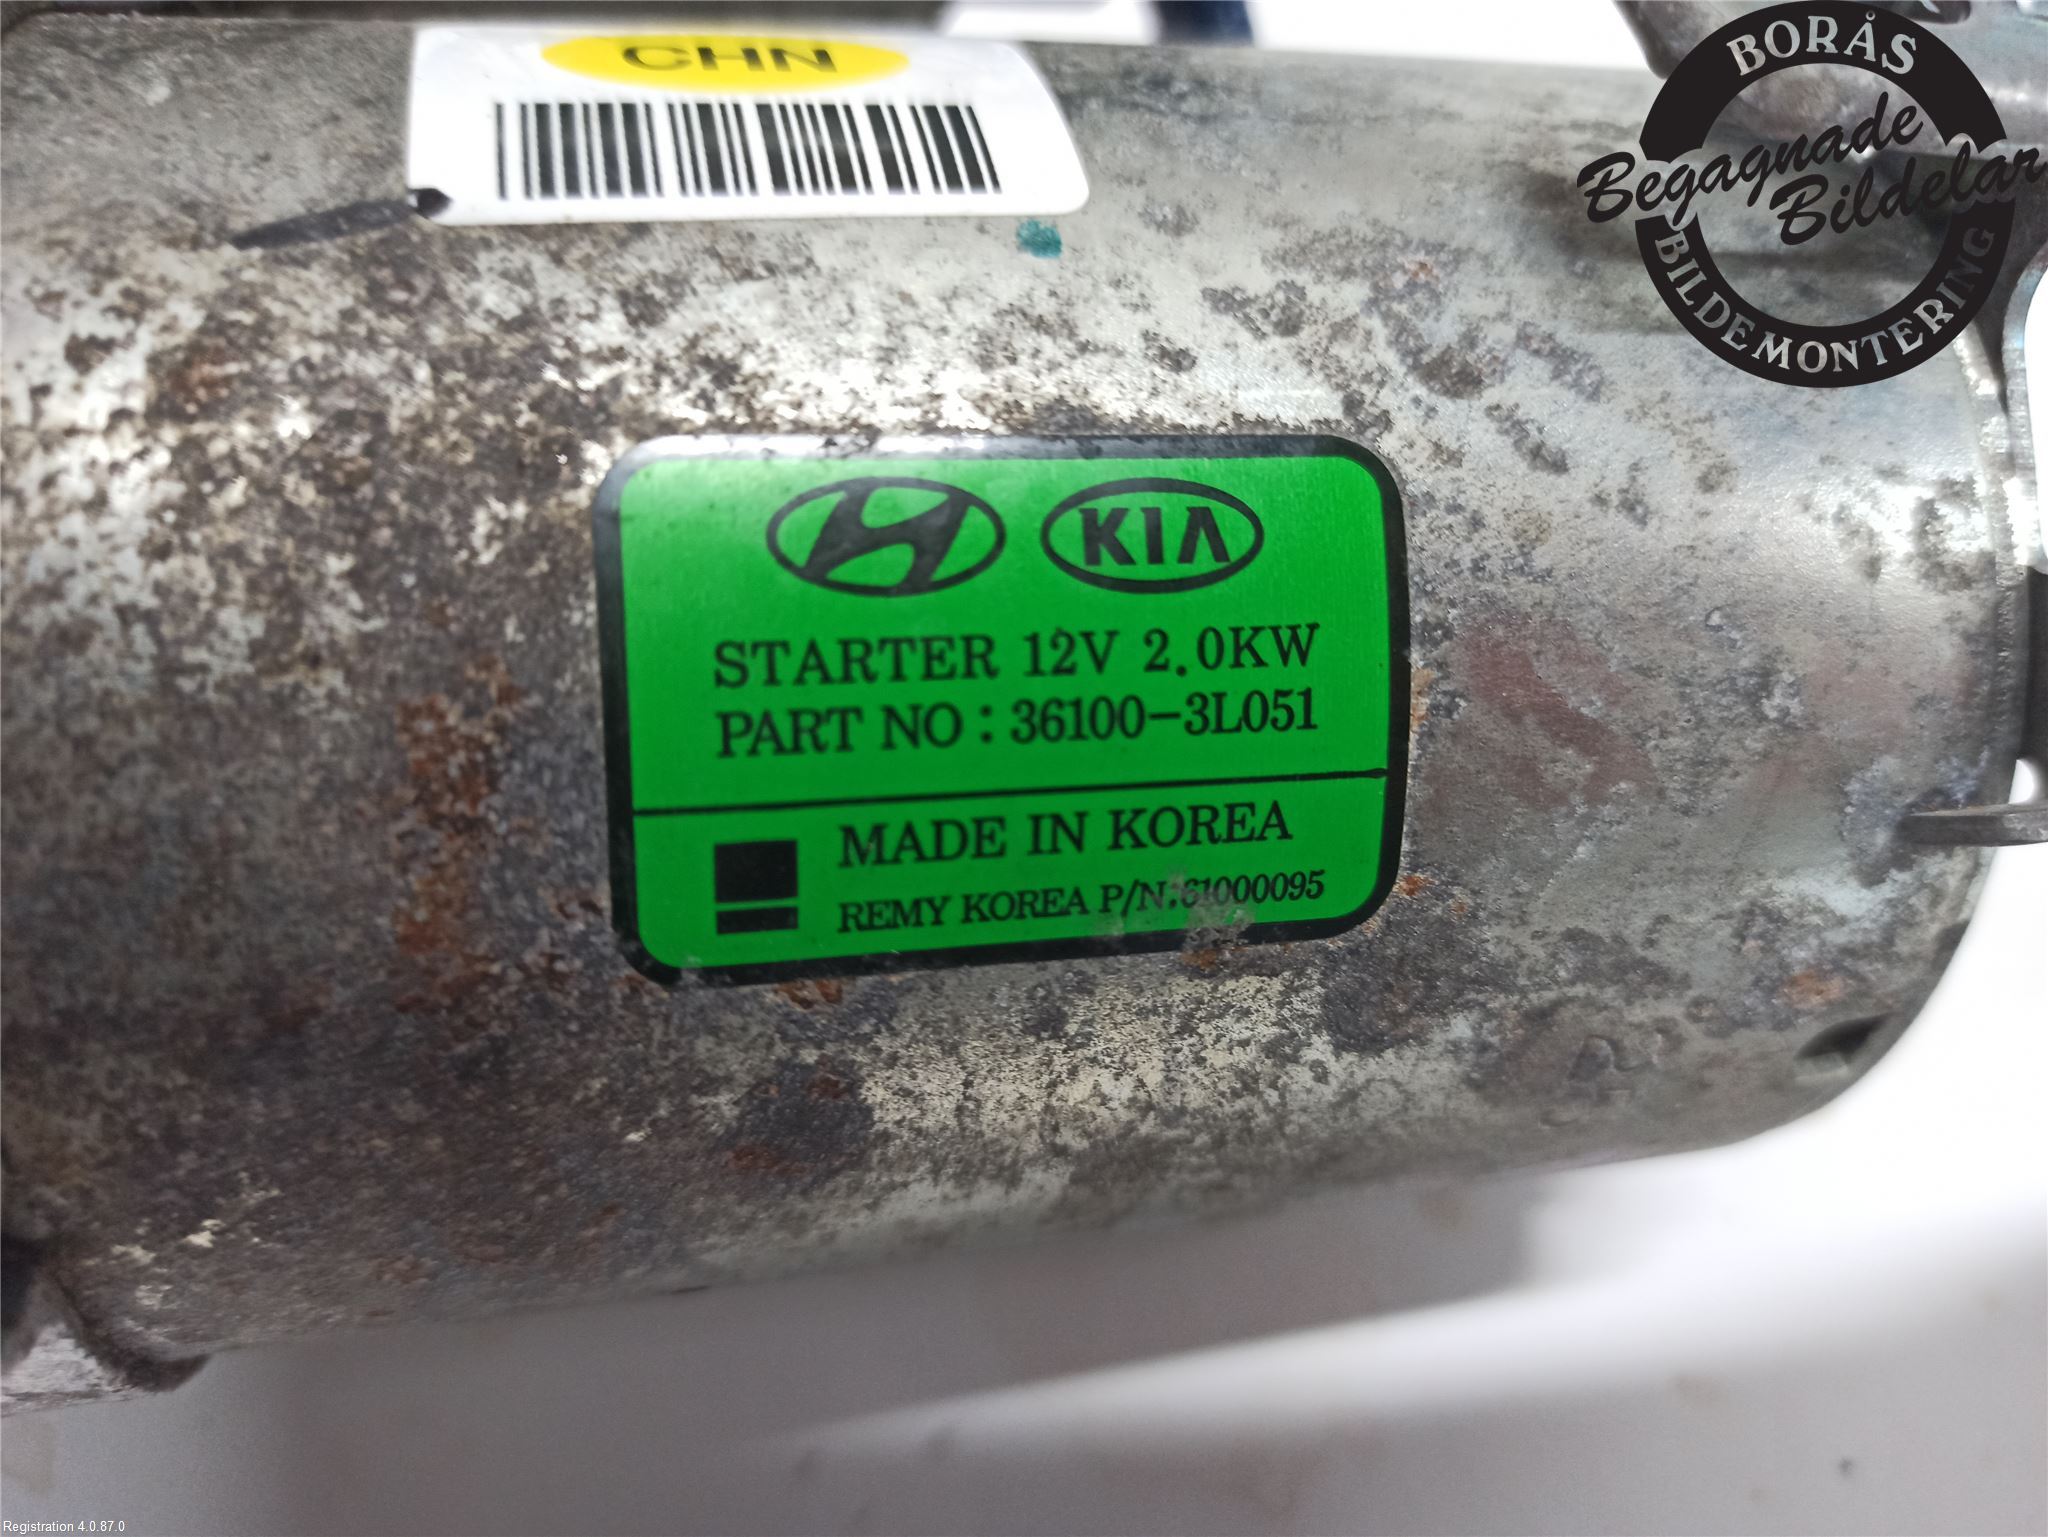 CHN
BORÅS
Begagnade
Bildelar
BILDEMONTERING
KIA
STARTER 12V 2.0KW
PART NO : 36100-3L051
MADE IN KOREA
REMY KOREA P/N:61000095
Registration 4.0.87.0